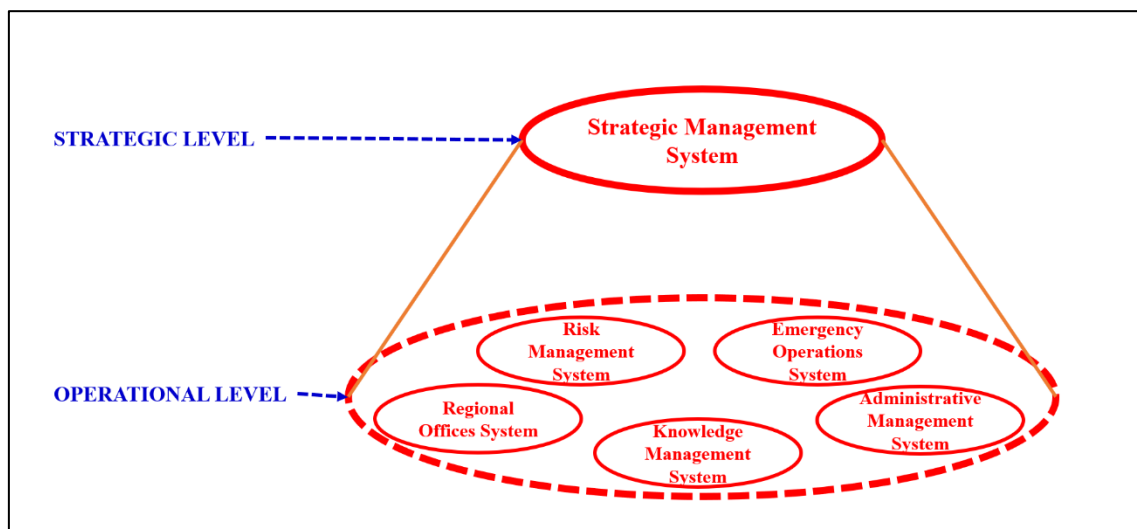 STRATEGIC LEVEL
Strategic Management
System
Risk
Management
System
Emergency
Operations
System
OPERATIONAL LEVEL
Regional
Offices System
Knowledge
Management
System
Administrative
Management
System